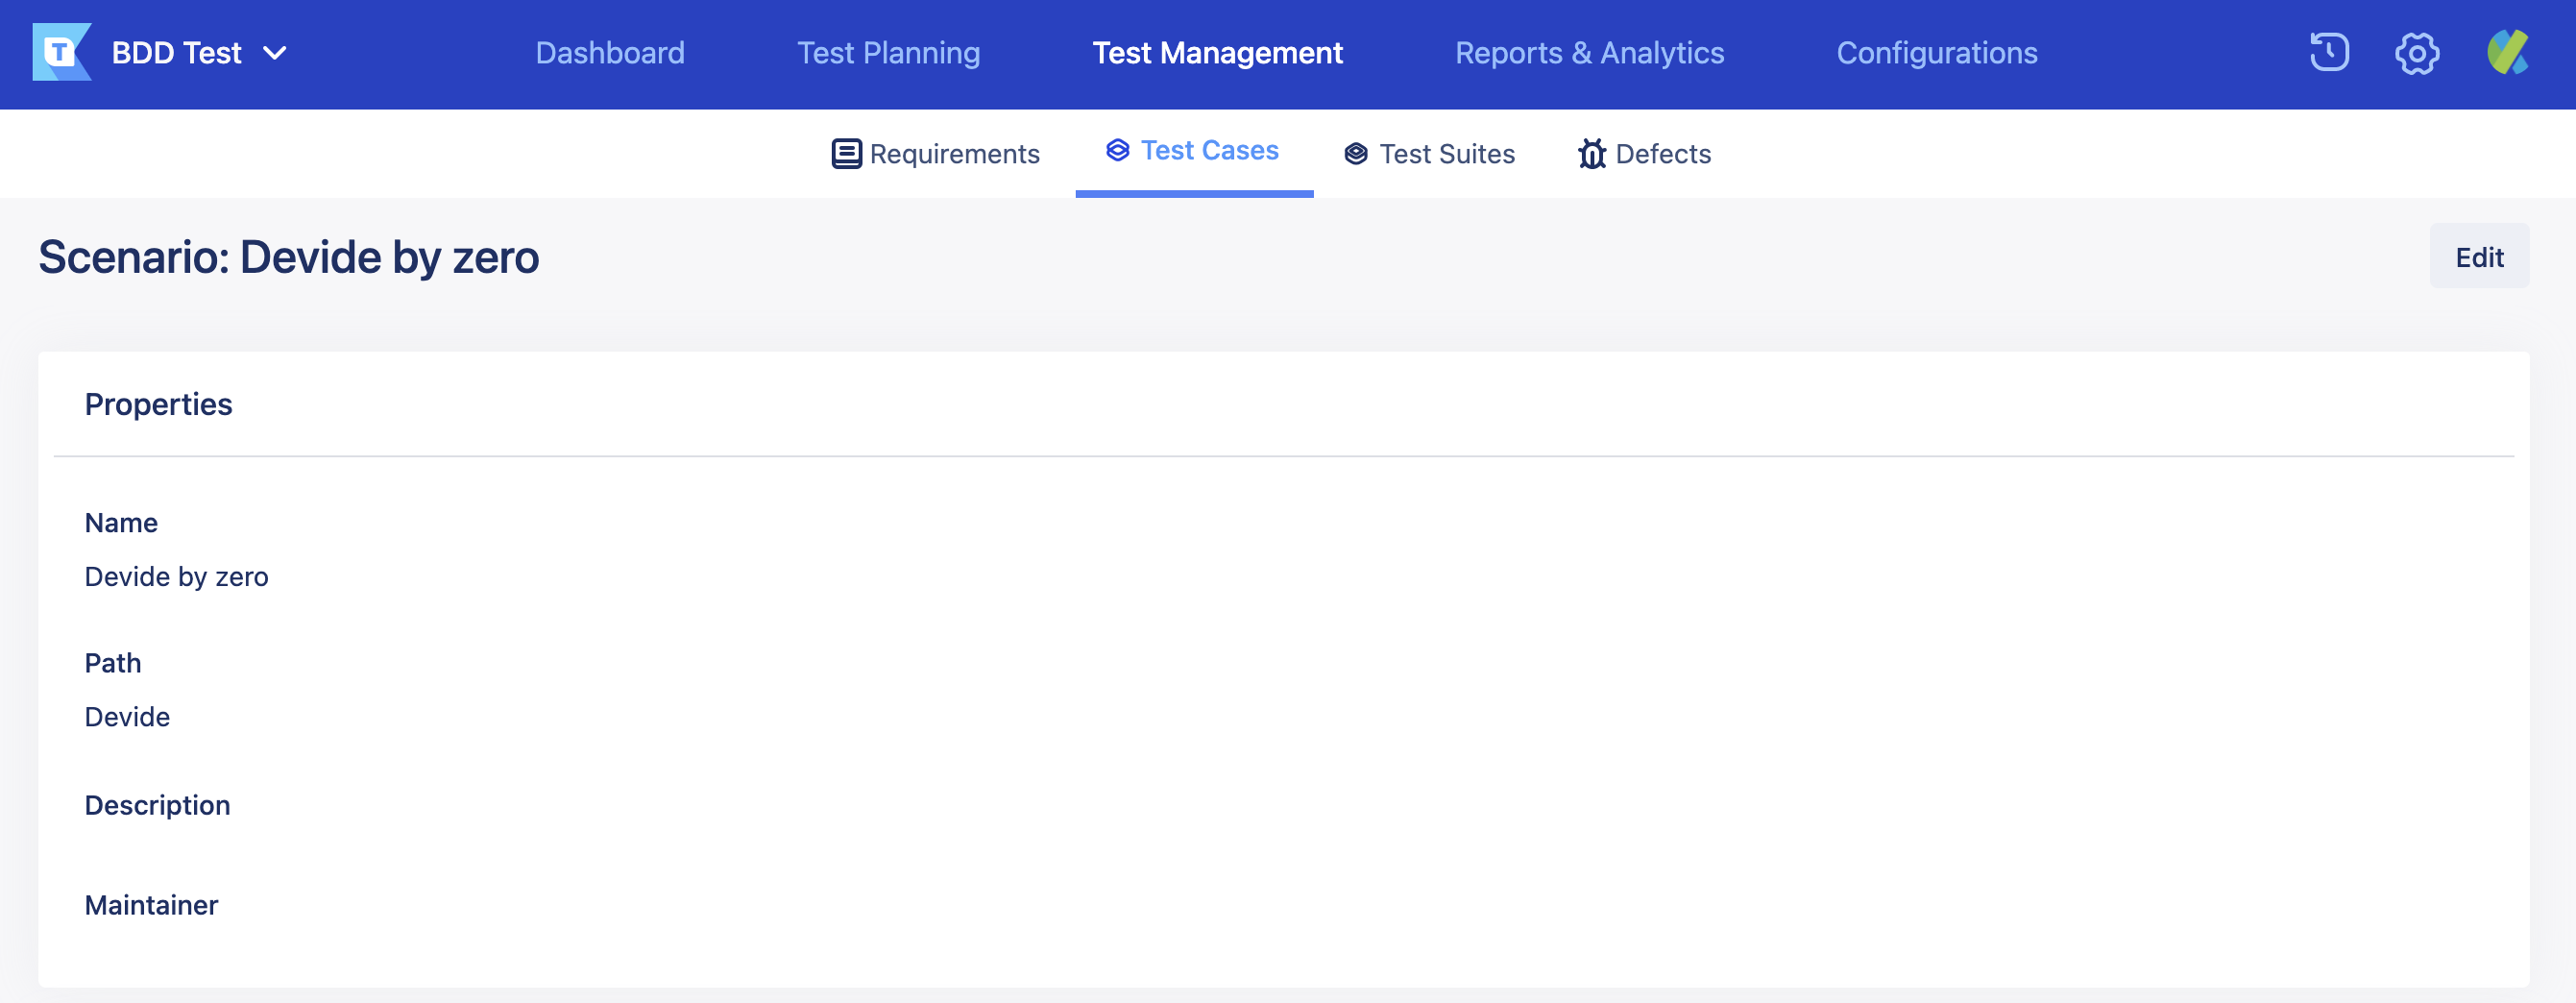 T BDD Test Dashboard Test Planning Test Management Reports & Analytics Configurations
Requirements Test Cases Test Suites Defects
Scenario: Devide by zero Edit
Properties
Name
Devide by zero
Path
Devide
Description
Maintainer